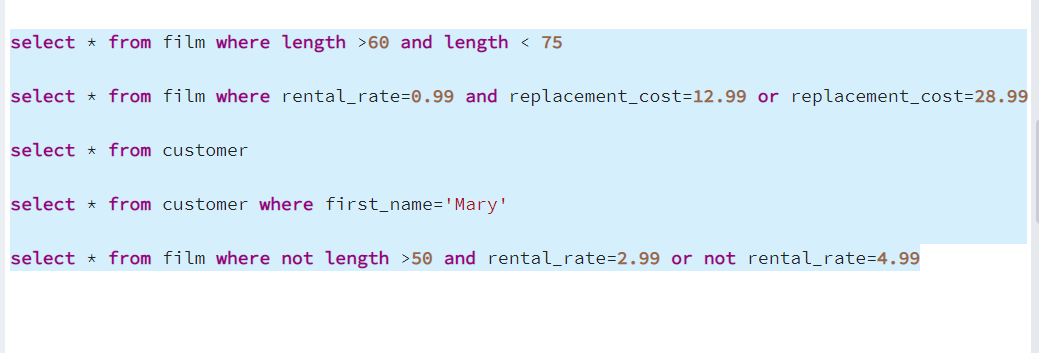 select * from film where length >60 and length < 75
select * from film where rental_rate=0.99 and replacement_cost=12.99 or replacement_cost=28.99
select * from customer
select * from customer where first_name='Mary'
select * from film where not length >50 and rental_rate=2.99 or not rental_rate=4.99